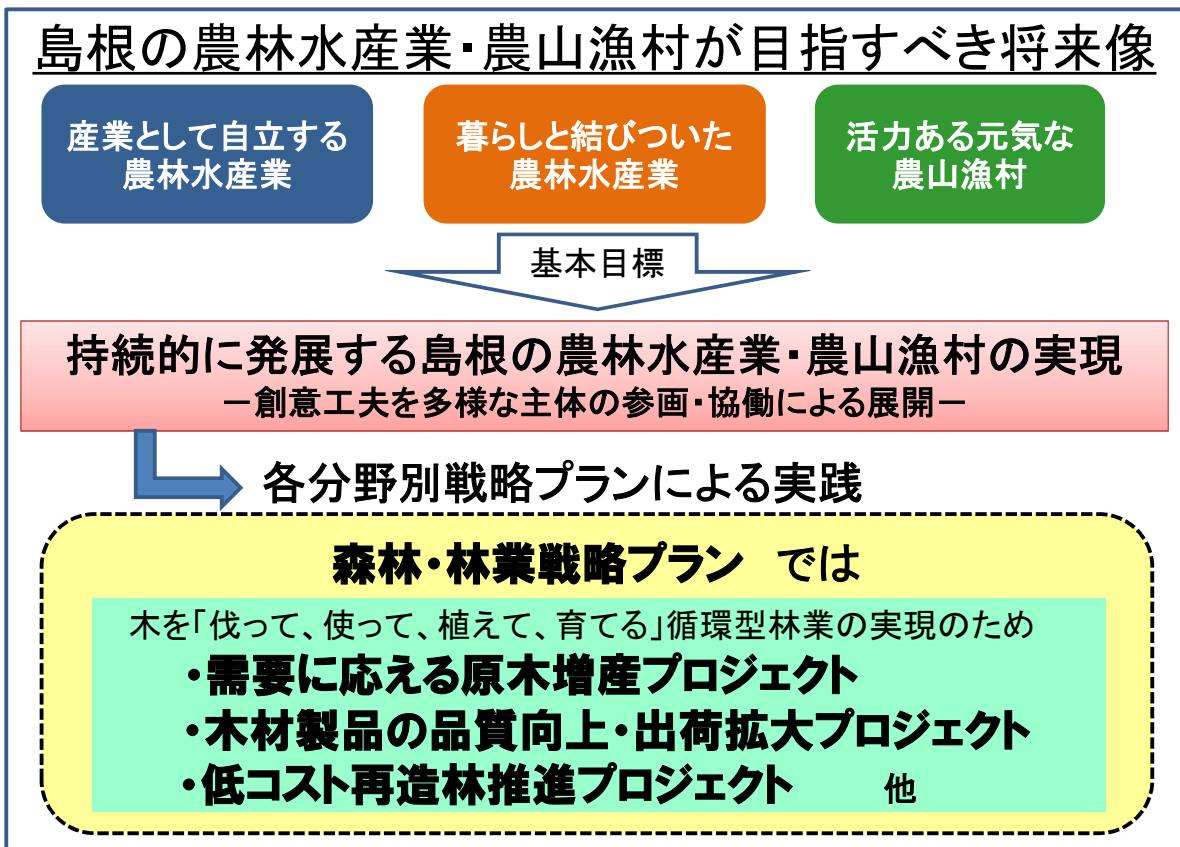 島根の農林水産業・農山漁村が目指すべき将来像
産業として自立する
農林水産業
暮らしと結びついた
農林水産業
活力ある元気な
農山漁村
基本目標
持続的に発展する島根の農林水産業・農山漁村の実現
－創意工夫を多様な主体の参画・協働による展開－
各分野別戦略プランによる実践
森林・林業戦略プラン　では
木を「伐って、使って、植えて、育てる」循環型林業の実現のため
・需要に応える原木増産プロジェクト
・木材製品の品質向上・出荷拡大プロジェクト
・低コスト再造林推進プロジェクト　　他